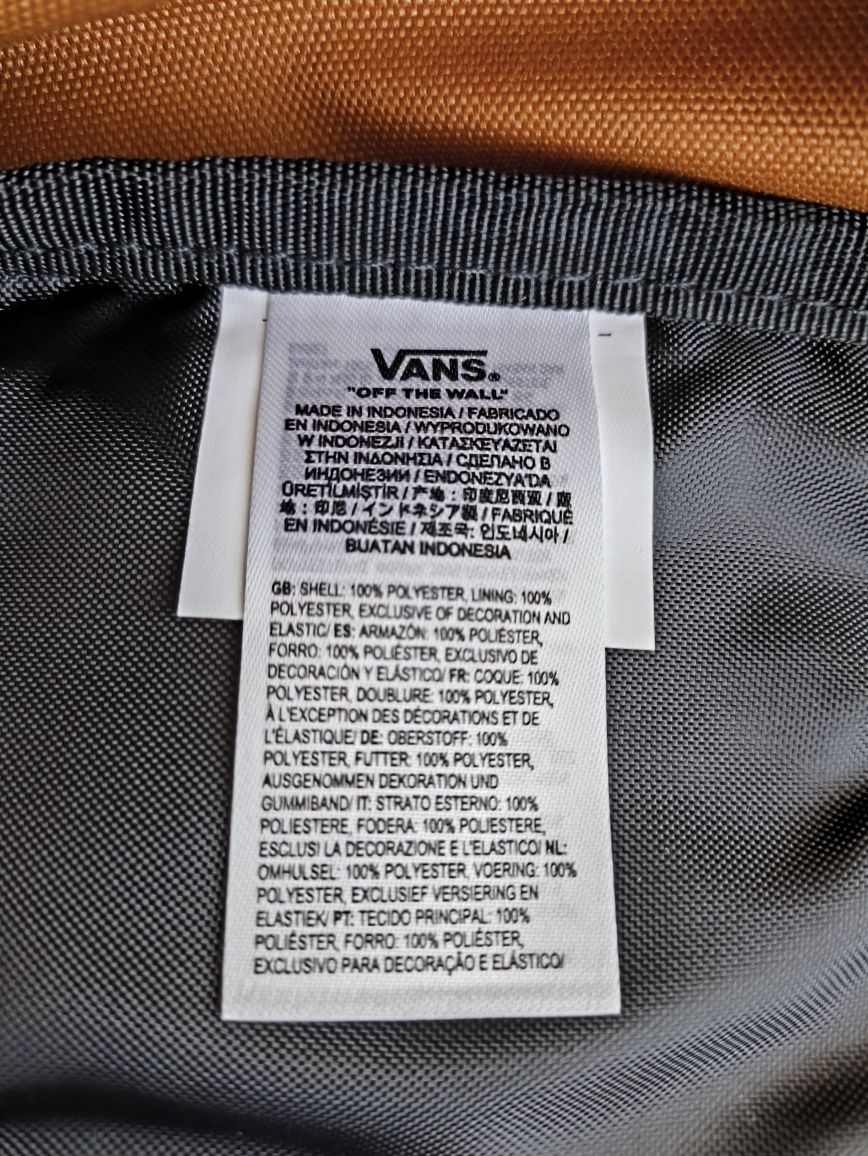 VANS®
"OFF THE WALL"
MADE IN INDONESIA / FABRICADO
EN INDONESIA / WYPRODUKOWANO
W INDONEZJI / ΚΑΤΑΣΚΕΥΑΖΕΤΑΙ
ΣΤΗΝ ΙΝΔΟΝΗΣΙΑ / СДЕЛАНО В
ИНДОНЕЗИИ / ENDONEZYA'DA
ÜRETİLMİŞTİR / 产地 : 印度尼西亚 / 產
地 : 印尼 / インドネシア製 / FABRIQUÉ
EN INDONÉSIE / 제조국: 인도네시아 /
BUATAN INDONESIA
GB: SHELL: 100% POLYESTER, LINING: 100%
POLYESTER, EXCLUSIVE OF DECORATION AND
ELASTIC/ ES: ARMAZÓN: 100% POLIÉSTER,
FORRO: 100% POLIÉSTER, EXCLUSIVO DE
DECORACIÓN Y ELÁSTICO/ FR: COQUE: 100%
POLYESTER, DOUBLURE: 100% POLYESTER,
À L'EXCEPTION DES DÉCORATIONS ET DE
L'ÉLASTIQUE/ DE: OBERSTOFF: 100%
POLYESTER, FUTTER: 100% POLYESTER,
AUSGENOMMEN DEKORATION UND
GUMMIBAND/ IT: STRATO ESTERNO: 100%
POLIESTERE, FODERA: 100% POLIESTERE,
ESCLUSI LA DECORAZIONE E L'ELASTICO/ NL:
OMHULSEL: 100% POLYESTER, VOERING: 100%
POLYESTER, EXCLUSIEF VERSIERING EN
ELASTIEK/ PT: TECIDO PRINCIPAL: 100%
POLIÉSTER, FORRO: 100% POLIÉSTER,
EXCLUSIVO PARA DECORAÇÃO E ELÁSTICO/